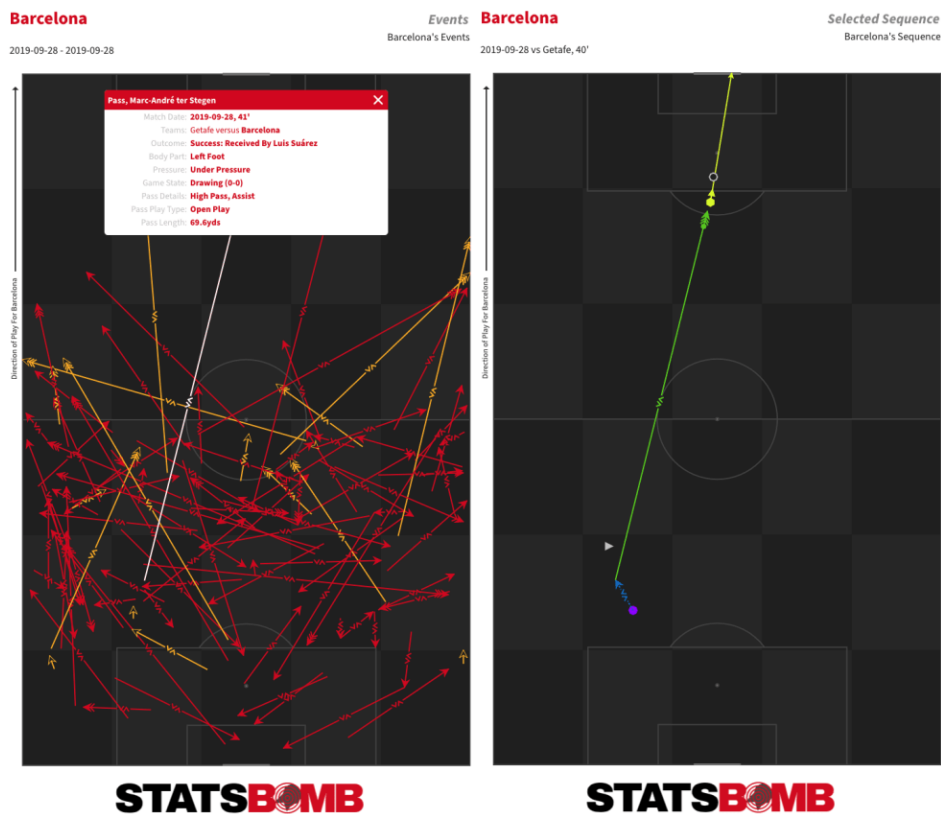 Barcelona
Events
Barcelona's Events
2019-09-28 - 2019-09-28
Direction of Play For Barcelona
Pass, Marc-André ter Stegen
Match Date: 2019-09-28, 41'
Teams: Getafe versus Barcelona
Outcome: Success: Received By Luis Suárez
Body Part: Left Foot
Pressure: Under Pressure
Game State: Drawing (0-0)
Pass Details: High Pass, Assist
Pass Play Type: Open Play
Pass Length: 69.6yds
STATSBOMB
Barcelona
Selected Sequence
Barcelona's Sequence
2019-09-28 vs Getafe, 40'
Direction of Play For Barcelona
STATSBOMB